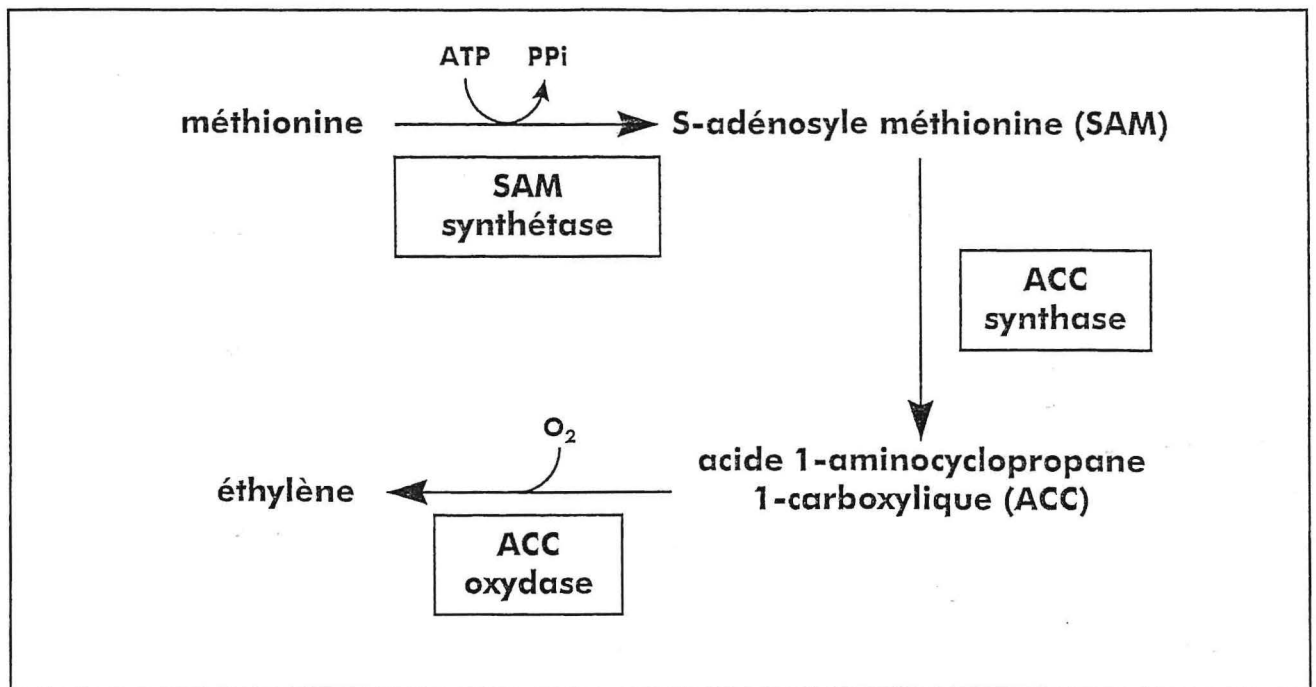 ATP PPi
méthionine
S-adénosyle méthionine (SAM)
SAM
synthétase
ACC
synthase
O₂
acide 1-aminocyclopropane
1-carboxylique (ACC)
éthylène
ACC
oxydase